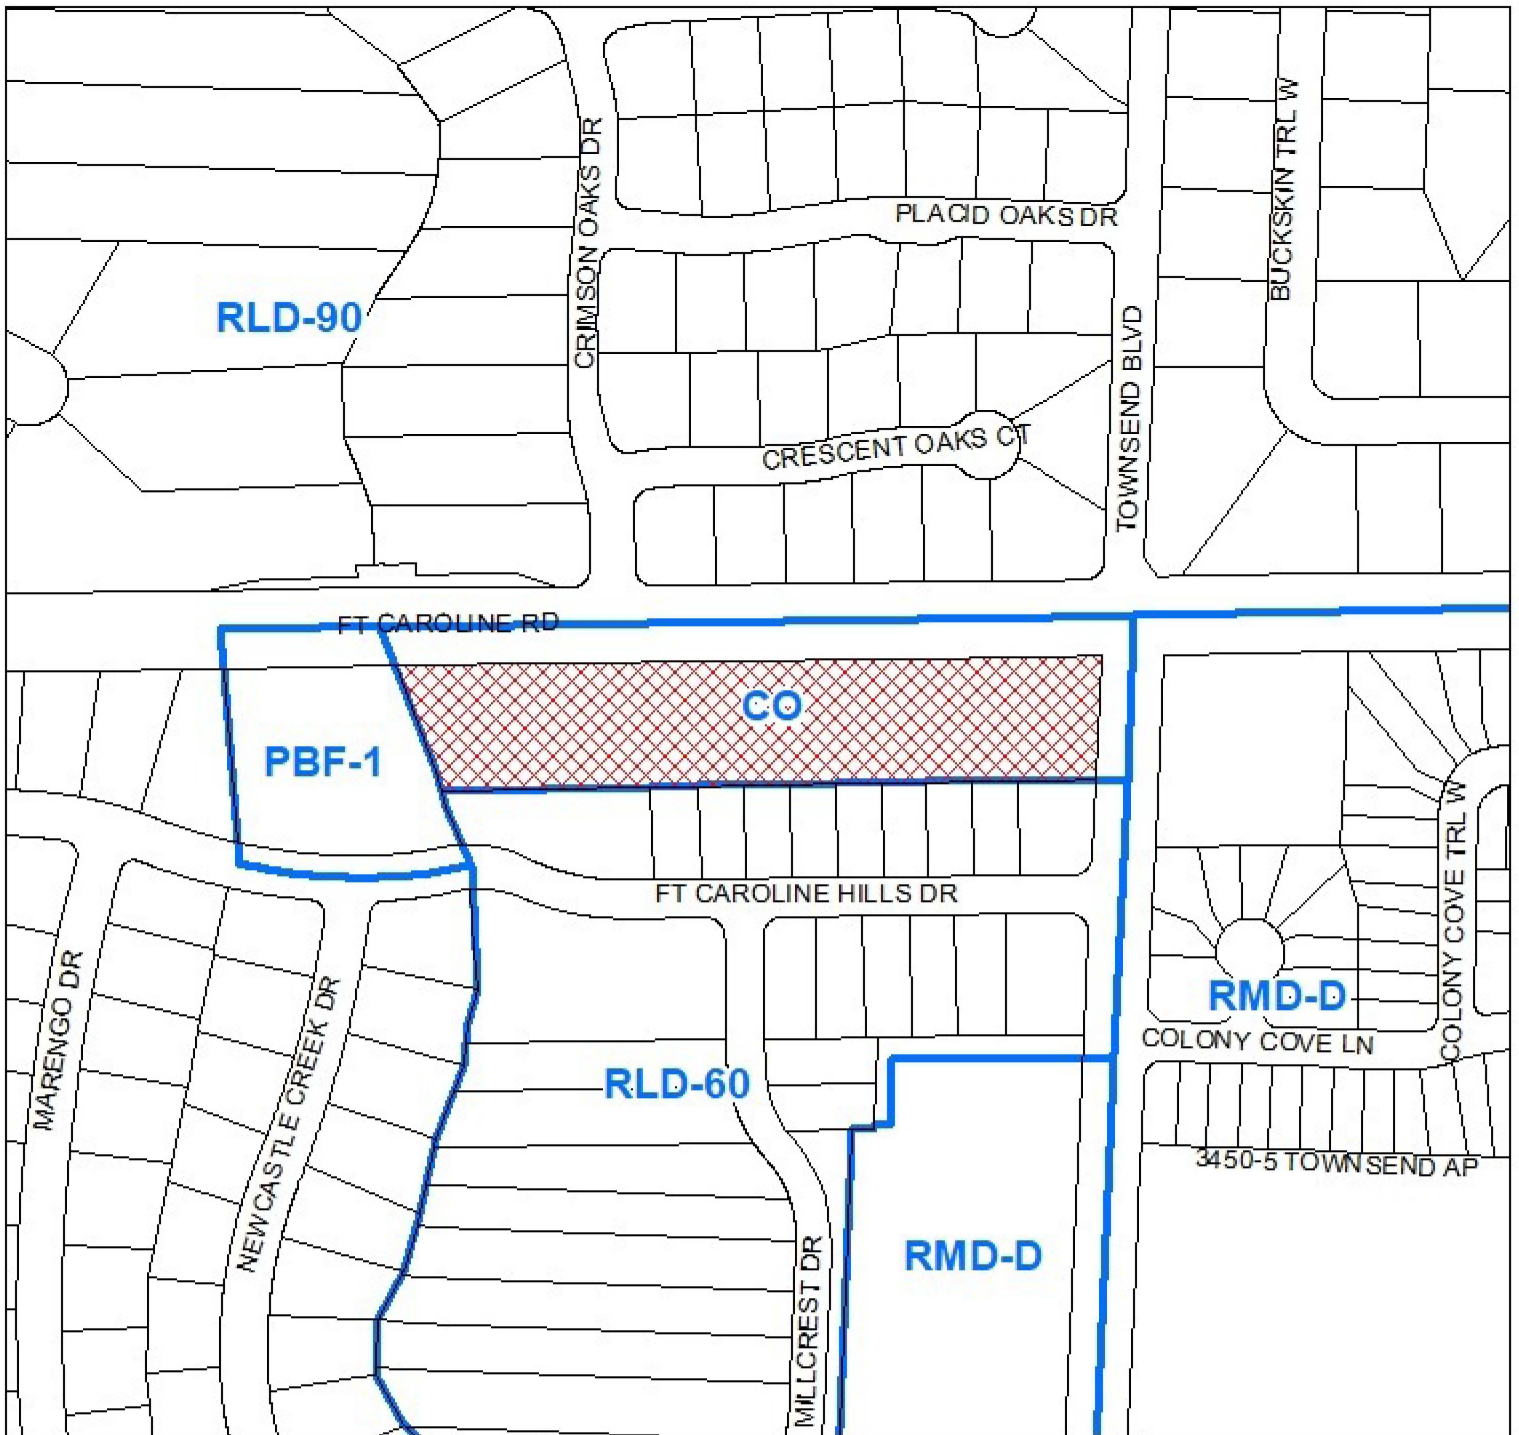 CRIMSON OAKS DR
PLACID OAKS DR
BUCKSKIN TRL W
RLD-90
TOWNSEND BLVD
CRESCENT OAKS CT
FT CAROLINE RD
CO
PBF-1
FT CAROLINE HILLS DR
COLONY COVE TRL W
MARENGO DR
NEWCASTLE CREEK DR
RMD-D
COLONY COVE LN
RLD-60
3450-5 TOWNSEND AP
RMD-D
MILLCREST DR